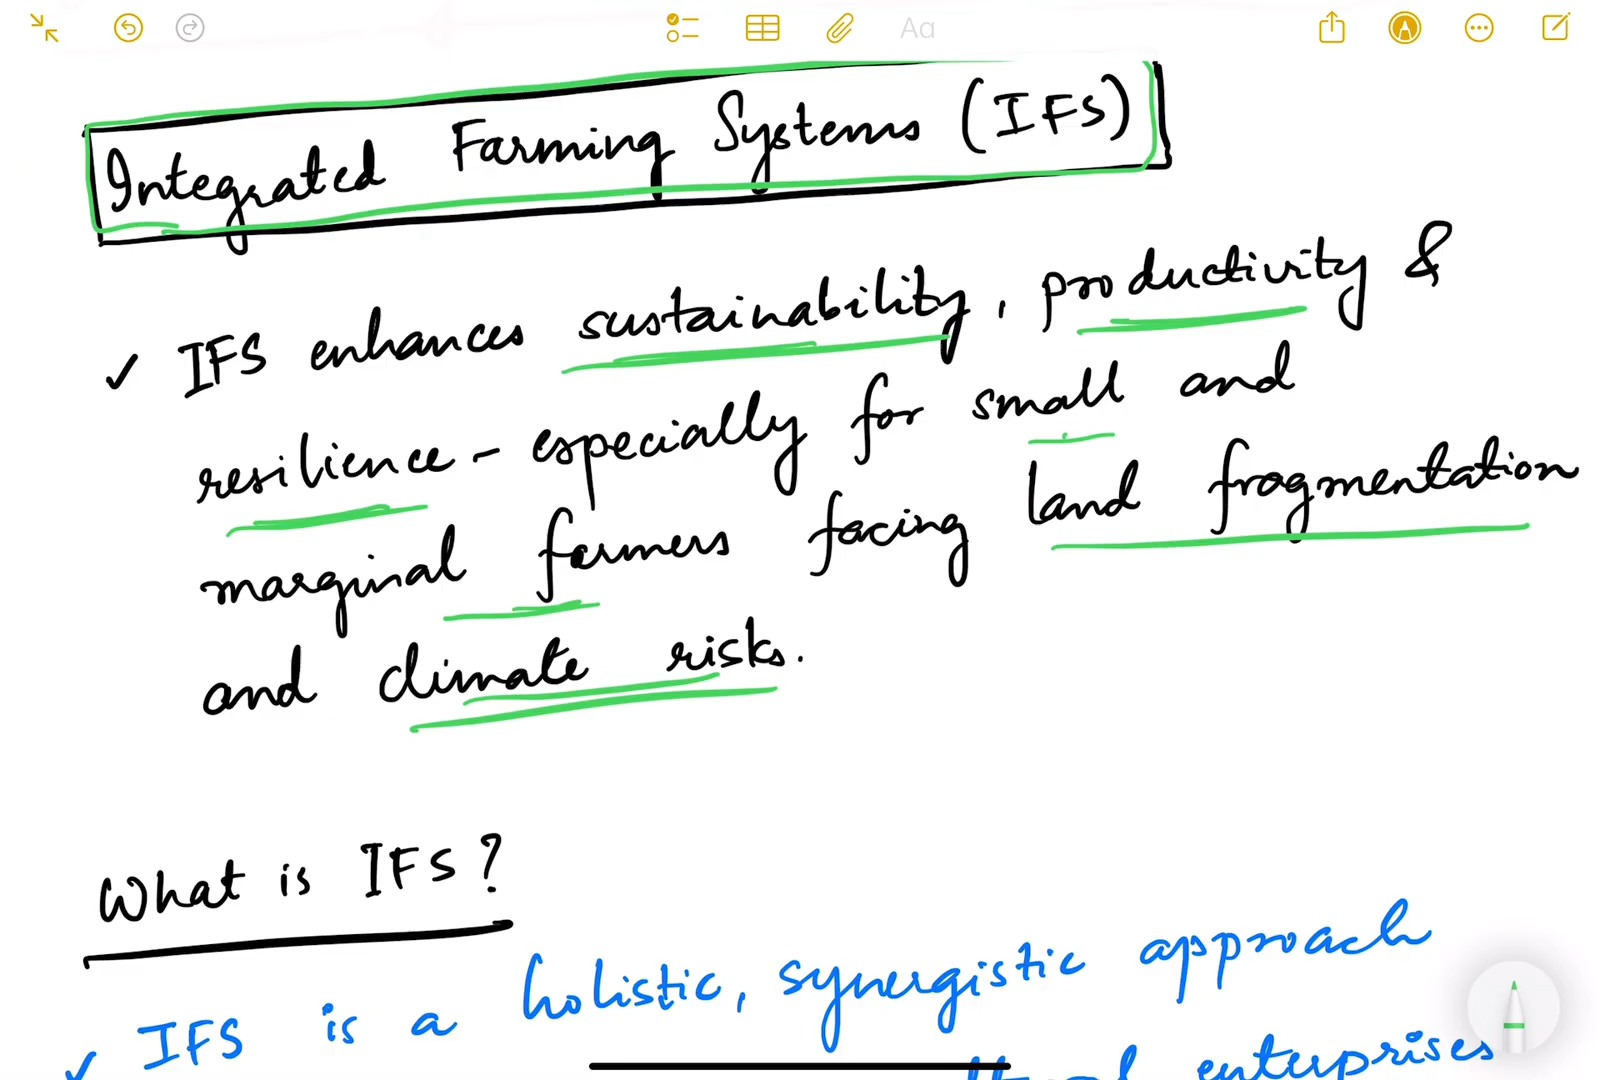 Aa
Integrated Farming Systems (IFS)
✓ IFS enhances sustainability, productivity &
resilience - especially for small and
marginal farmers facing land fragmentation
and climate risks.
What is IFS?
✓ IFS is a holistic, synergistic approach
enterprises